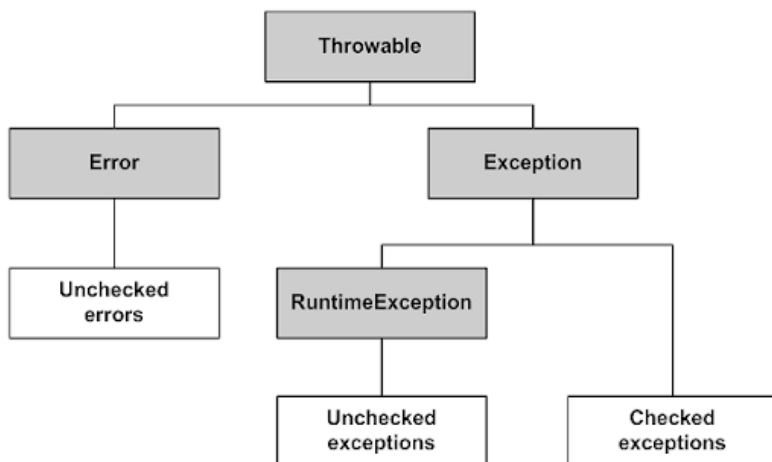 Throwable
Error
Exception
Unchecked
errors
RuntimeException
Unchecked
exceptions
Checked
exceptions